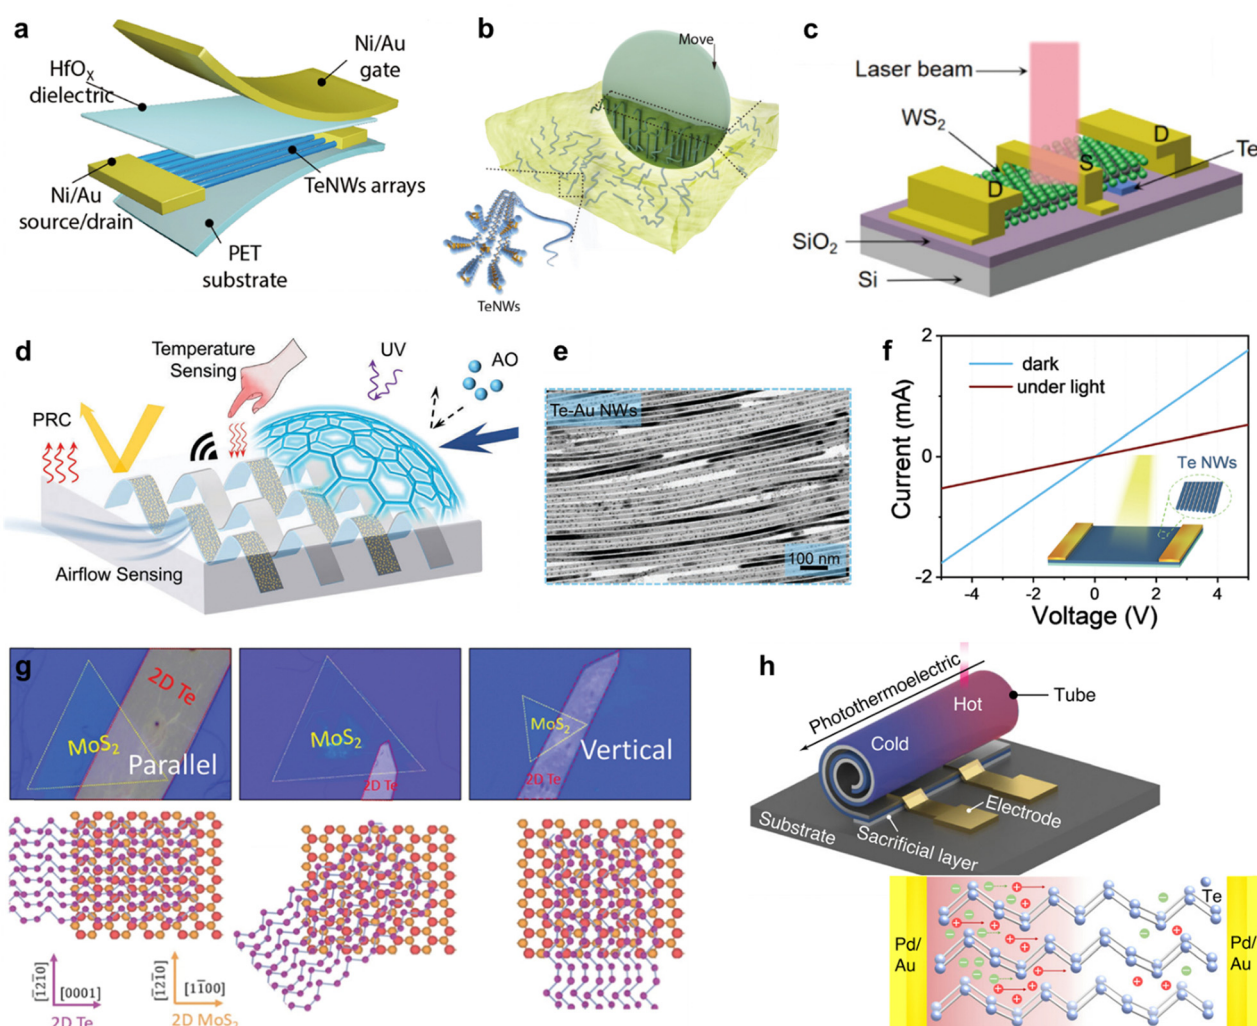 a
Ni/Au
gate
HfOₓ
dielectric
TeNWs arrays
Ni/Au
source/drain
PET
substrate
b
Move
TeNWs
c
Laser beam
WS₂
D
S
D
Te
SiO₂
Si
d
Temperature
Sensing
UV
AO
PRC
Airflow Sensing
e
Te-Au NWs
100 nm
f
2
dark
under light
Current (mA)
0
Te NWs
-2
-4 -2 0 2 4
Voltage (V)
g
2D Te
MoS₂
Parallel
MoS₂
2D Te
MoS₂
Vertical
2D Te
[1̄21̄0]
[0001]
2D Te
[1̄21̄0]
[11̄00]
2D MoS₂
h
Photothermoelectric
Hot
Tube
Cold
Electrode
Substrate
Sacrificial layer
Te
Pd/
Au
Pd/
Au